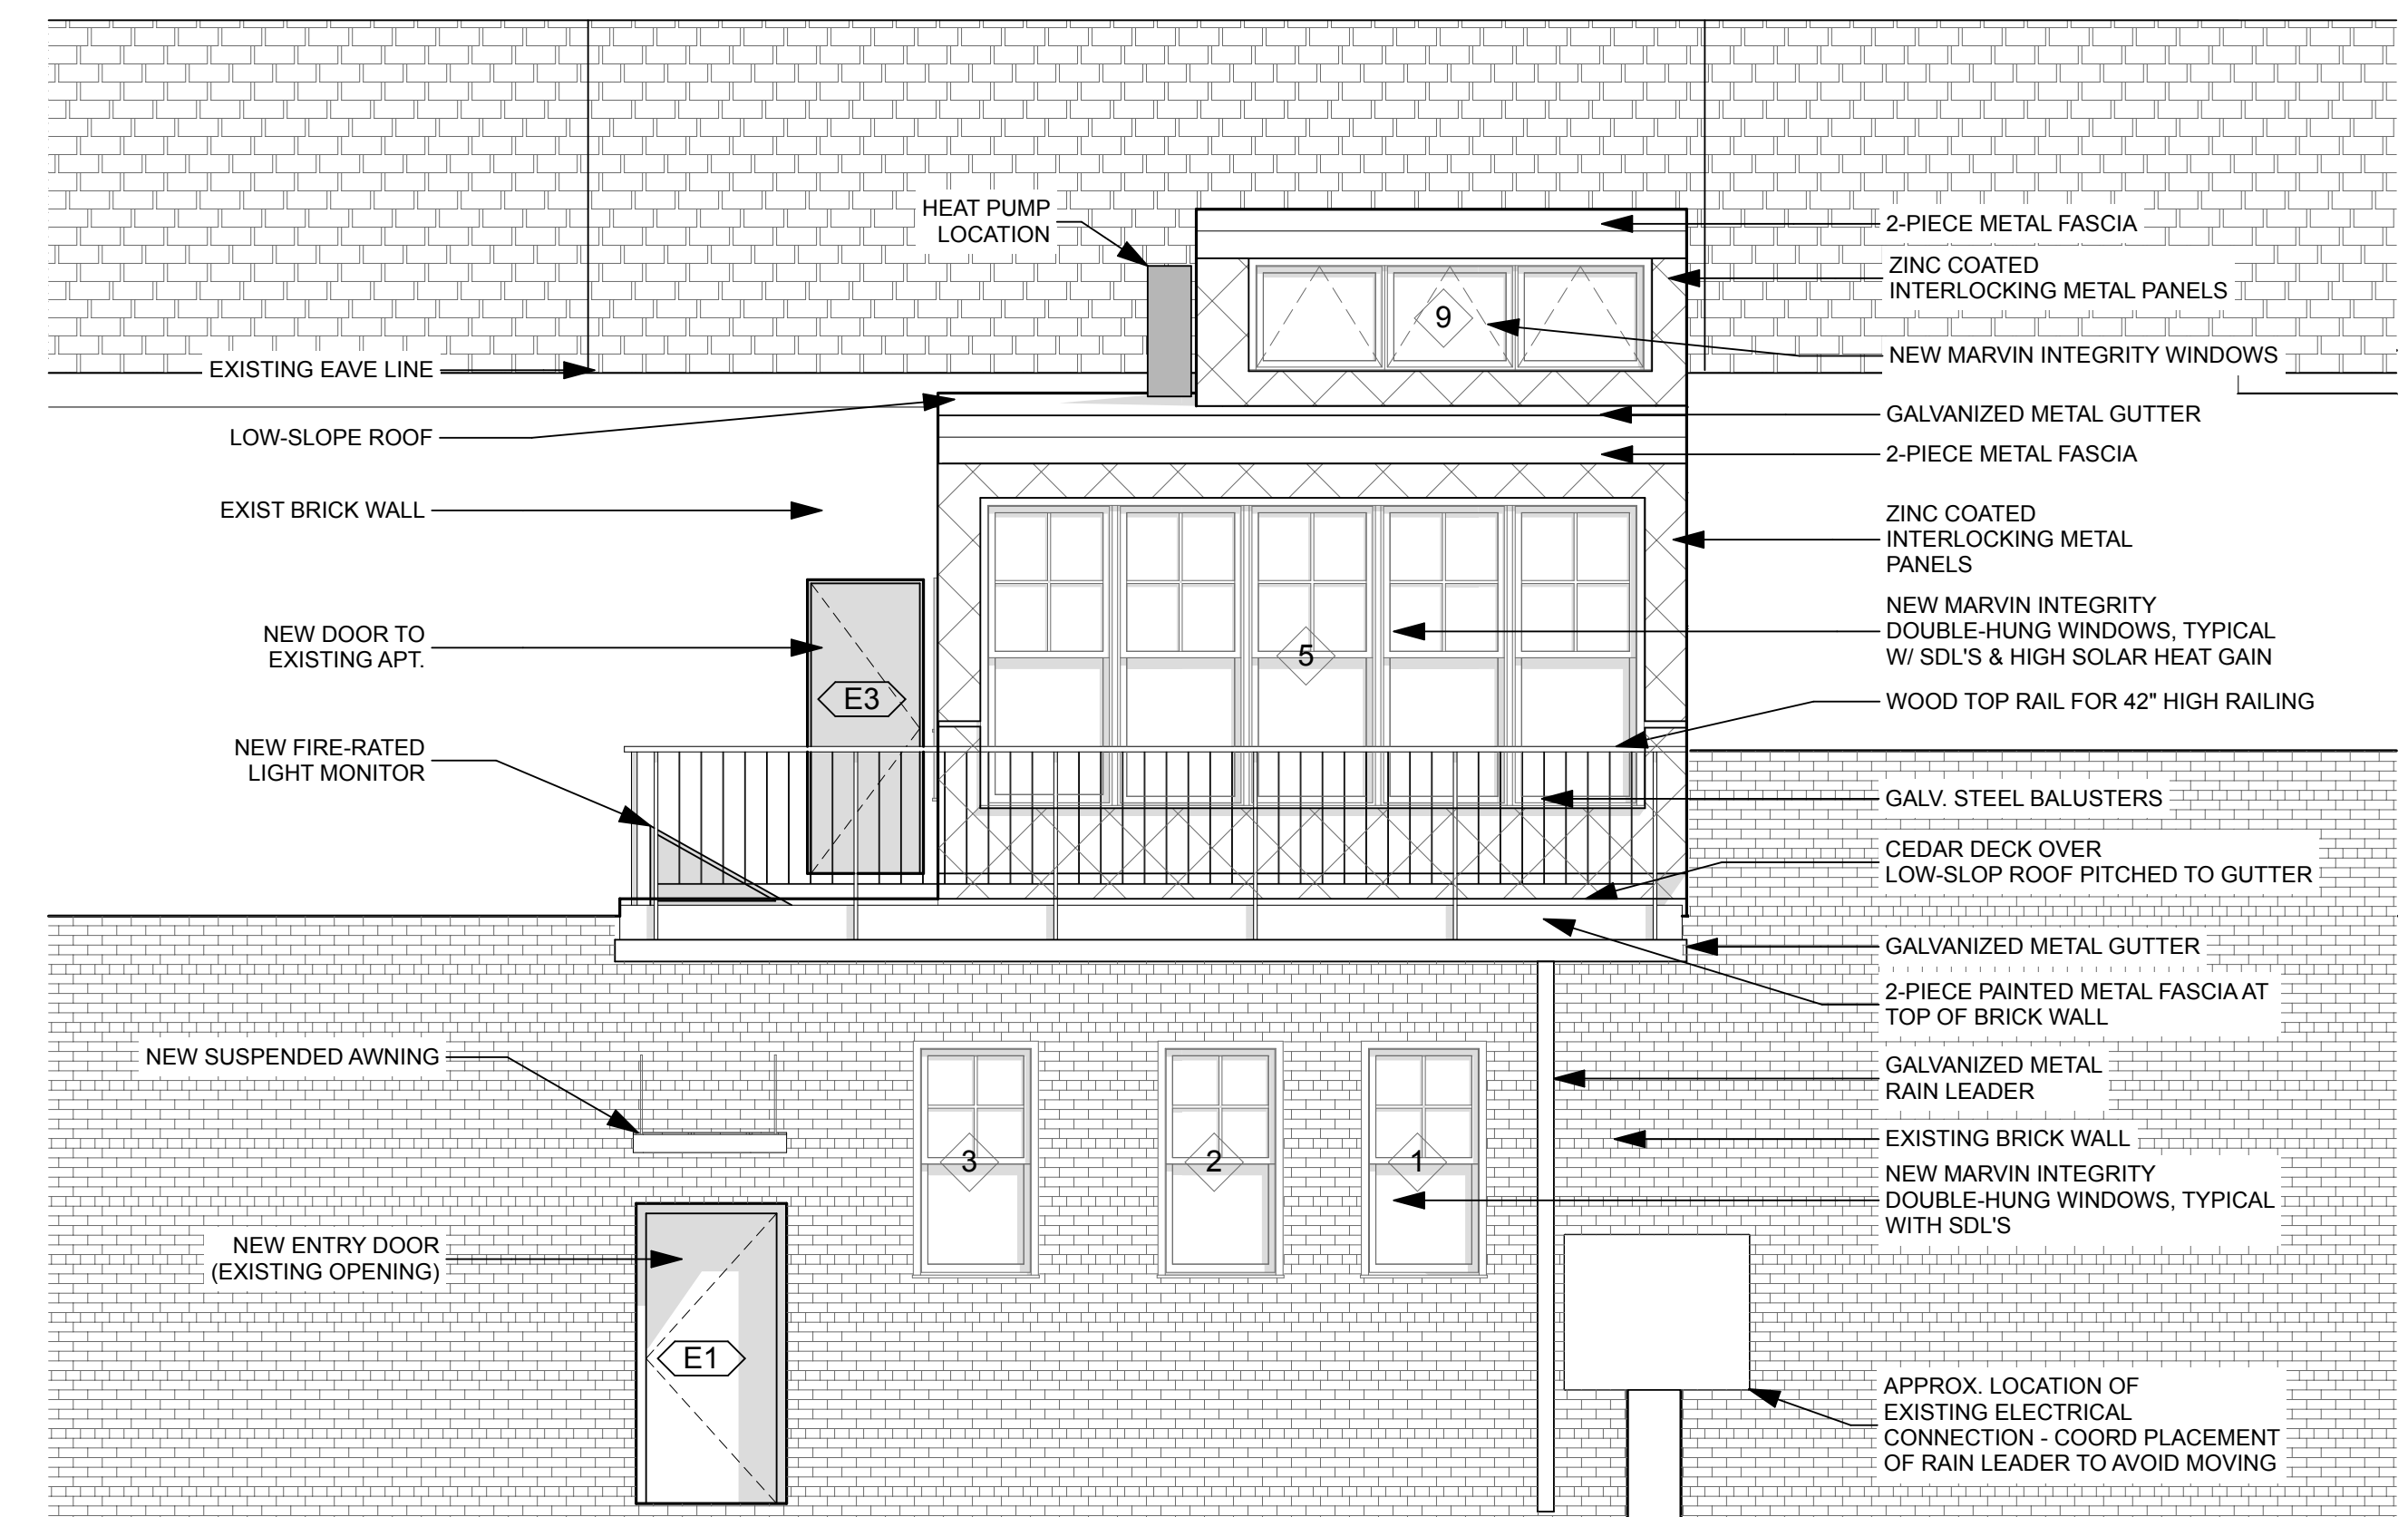 HEAT PUMP
LOCATION
EXISTING EAVE LINE
LOW-SLOPE ROOF
EXIST BRICK WALL
NEW DOOR TO
EXISTING APT.
NEW FIRE-RATED
LIGHT MONITOR
NEW SUSPENDED AWNING
NEW ENTRY DOOR
(EXISTING OPENING)
9
5
E3
3
2
1
E1
2-PIECE METAL FASCIA
ZINC COATED
INTERLOCKING METAL PANELS
NEW MARVIN INTEGRITY WINDOWS
GALVANIZED METAL GUTTER
2-PIECE METAL FASCIA
ZINC COATED
INTERLOCKING METAL
PANELS
NEW MARVIN INTEGRITY
DOUBLE-HUNG WINDOWS, TYPICAL
W/ SDL'S & HIGH SOLAR HEAT GAIN
WOOD TOP RAIL FOR 42" HIGH RAILING
GALV. STEEL BALUSTERS
CEDAR DECK OVER
LOW-SLOP ROOF PITCHED TO GUTTER
GALVANIZED METAL GUTTER
2-PIECE PAINTED METAL FASCIA AT
TOP OF BRICK WALL
GALVANIZED METAL
RAIN LEADER
EXISTING BRICK WALL
NEW MARVIN INTEGRITY
DOUBLE-HUNG WINDOWS, TYPICAL
WITH SDL'S
APPROX. LOCATION OF
EXISTING ELECTRICAL
CONNECTION - COORD PLACEMENT
OF RAIN LEADER TO AVOID MOVING